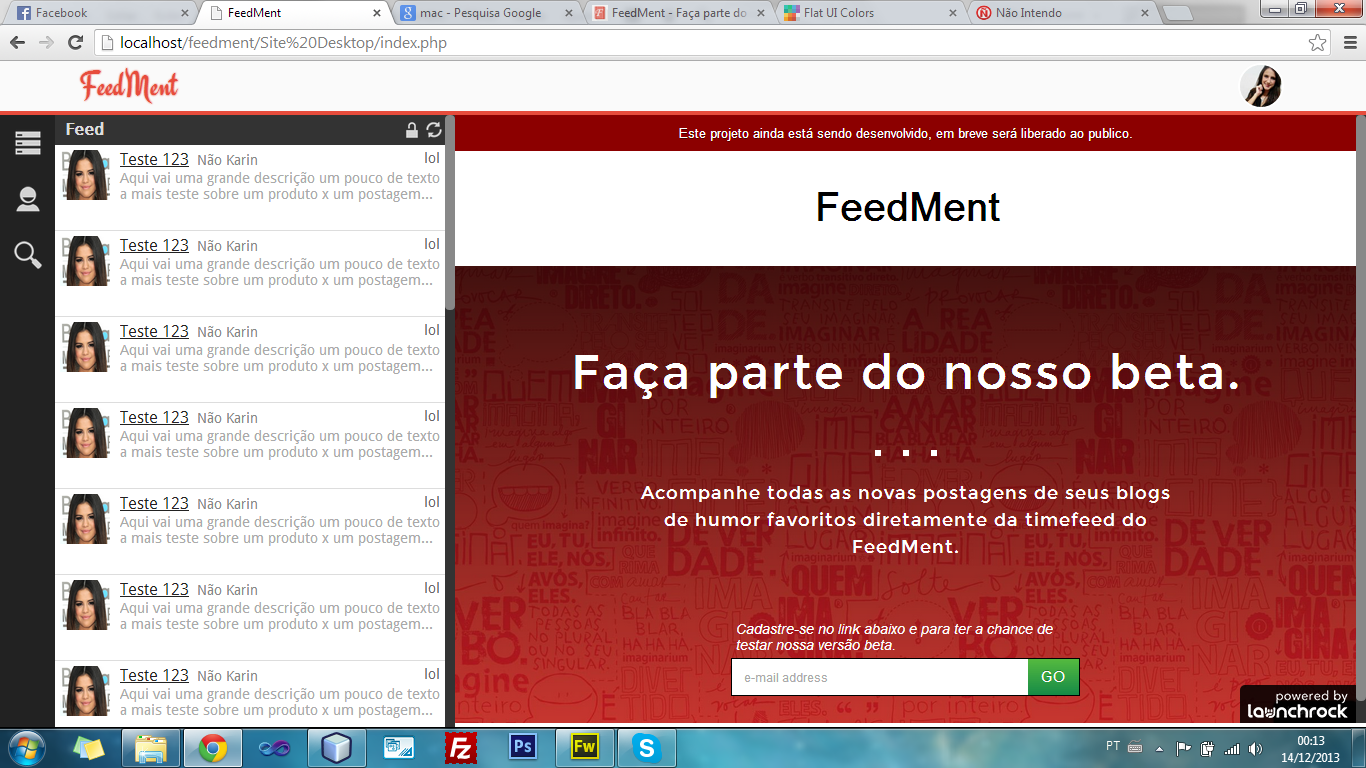 Facebook
FeedMent
mac - Pesquisa Google
FeedMent - Faça parte do
Flat UI Colors
Não Intendo
localhost/feedment/Site%20Desktop/index.php
FeedMent
Feed
Teste 123 Não Karin lol
Aqui vai uma grande descrição um pouco de texto
a mais teste sobre um produto x um postagem...
Teste 123 Não Karin lol
Aqui vai uma grande descrição um pouco de texto
a mais teste sobre um produto x um postagem...
Teste 123 Não Karin lol
Aqui vai uma grande descrição um pouco de texto
a mais teste sobre um produto x um postagem...
Teste 123 Não Karin lol
Aqui vai uma grande descrição um pouco de texto
a mais teste sobre um produto x um postagem...
Teste 123 Não Karin lol
Aqui vai uma grande descrição um pouco de texto
a mais teste sobre um produto x um postagem...
Teste 123 Não Karin lol
Aqui vai uma grande descrição um pouco de texto
a mais teste sobre um produto x um postagem...
Teste 123 Não Karin lol
Aqui vai uma grande descrição um pouco de texto
a mais teste sobre um produto x um postagem...
Este projeto ainda está sendo desenvolvido, em breve será liberado ao publico.
FeedMent
Faça parte do nosso beta.
. . .
Acompanhe todas as novas postagens de seus blogs
de humor favoritos diretamente da timefeed do
FeedMent.
Cadastre-se no link abaixo e para ter a chance de
testar nossa versão beta.
e-mail address
GO
powered by
launchrock
PT
00:13
14/12/2013